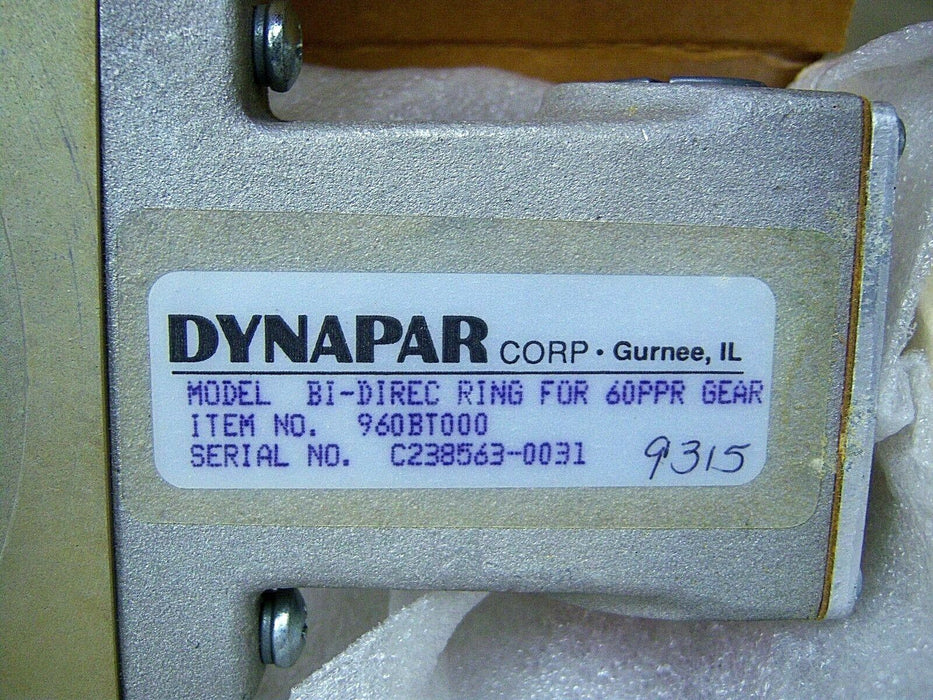 DYNAPAR CORP • Gurnee, IL
MODEL BI-DIREC RING FOR 60PPR GEAR
ITEM NO. 960BT000
SERIAL NO. C238563-0031 9315